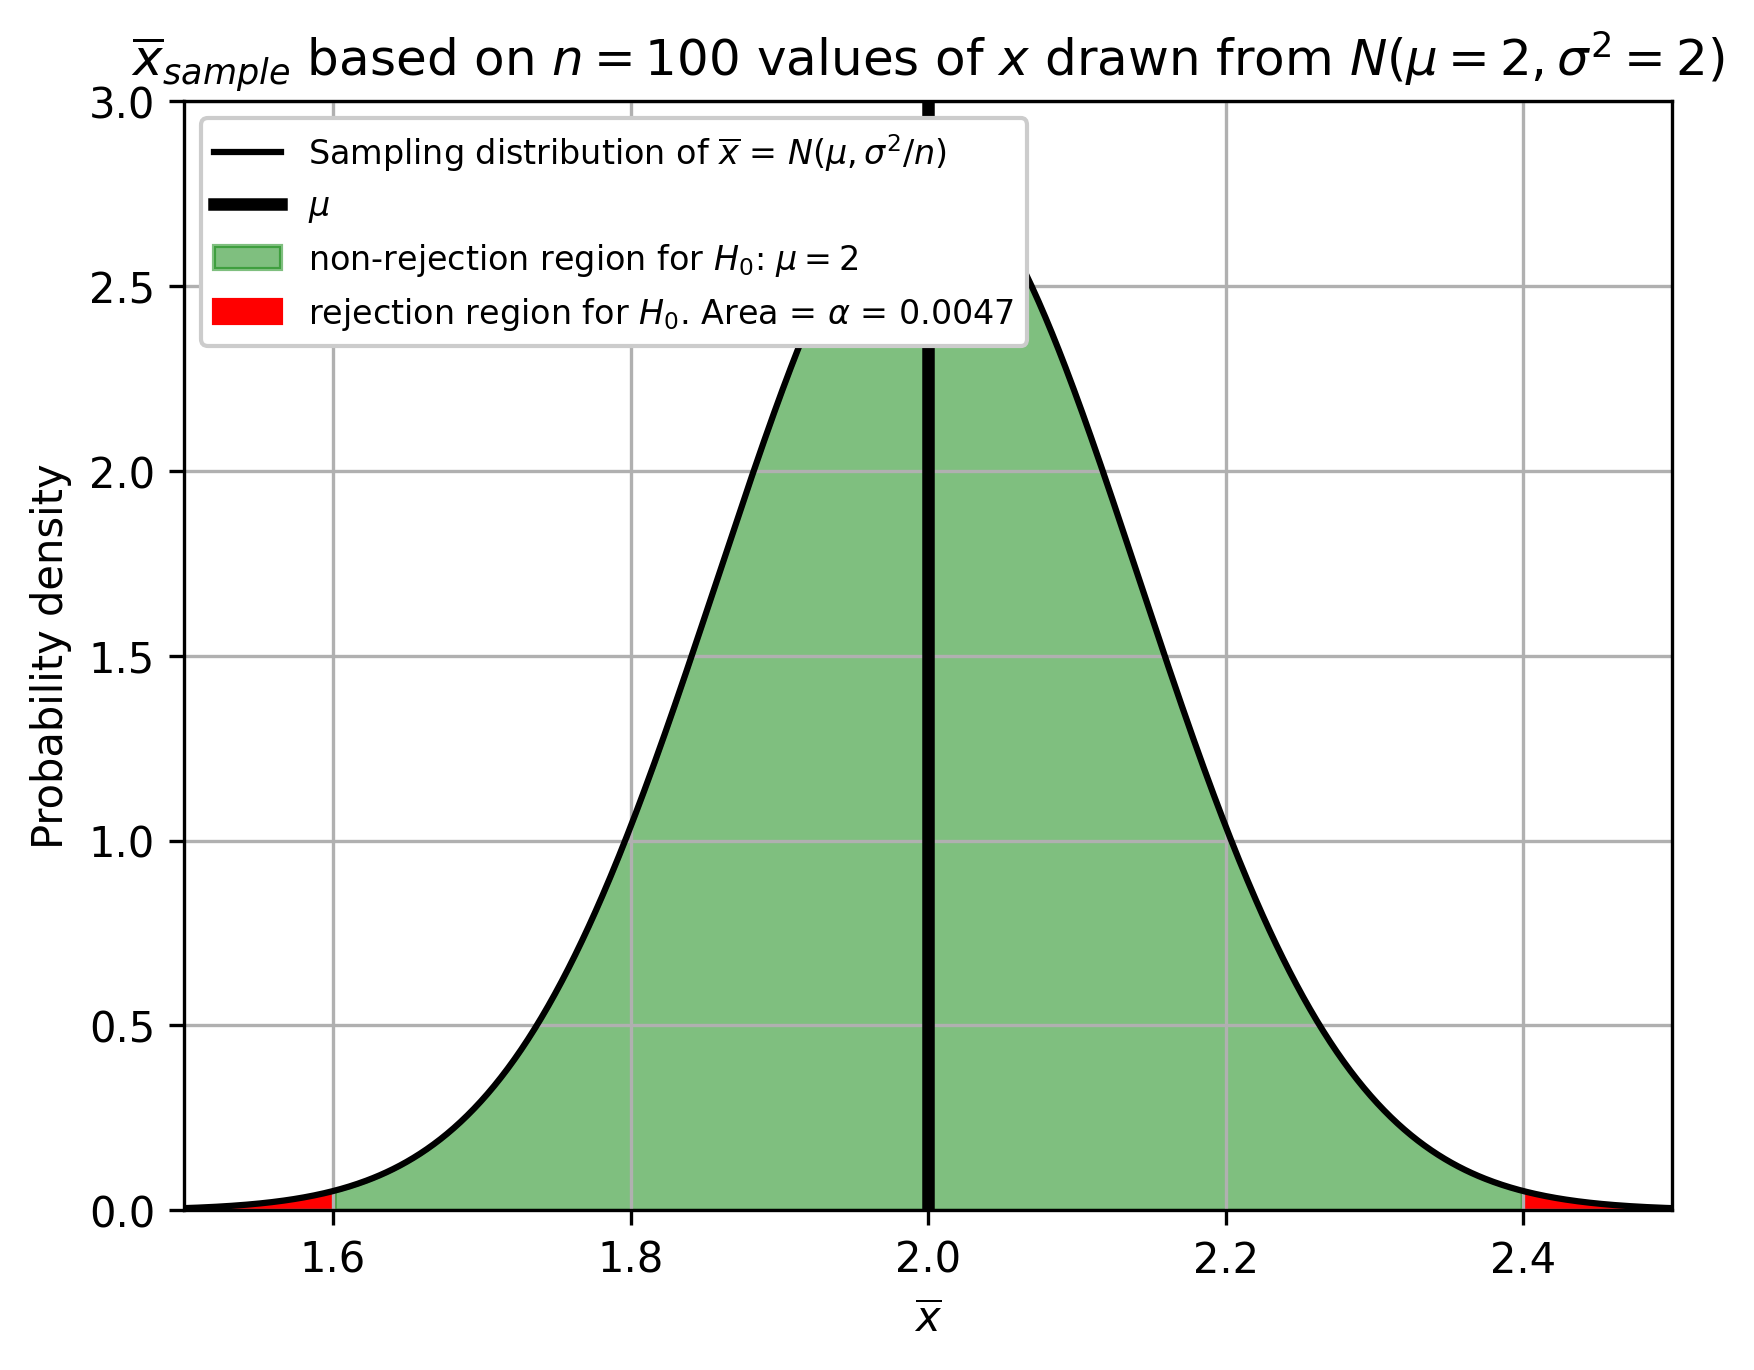 x̅_sample based on n = 100 values of x drawn from N(μ = 2, σ² = 2)
3.0
Sampling distribution of x̅ = N(μ, σ²/n)
μ
non-rejection region for H₀: μ = 2
rejection region for H₀. Area = α = 0.0047
2.5
2.0
1.5
1.0
0.5
0.0
Probability density
1.6 1.8 2.0 2.2 2.4
x̅